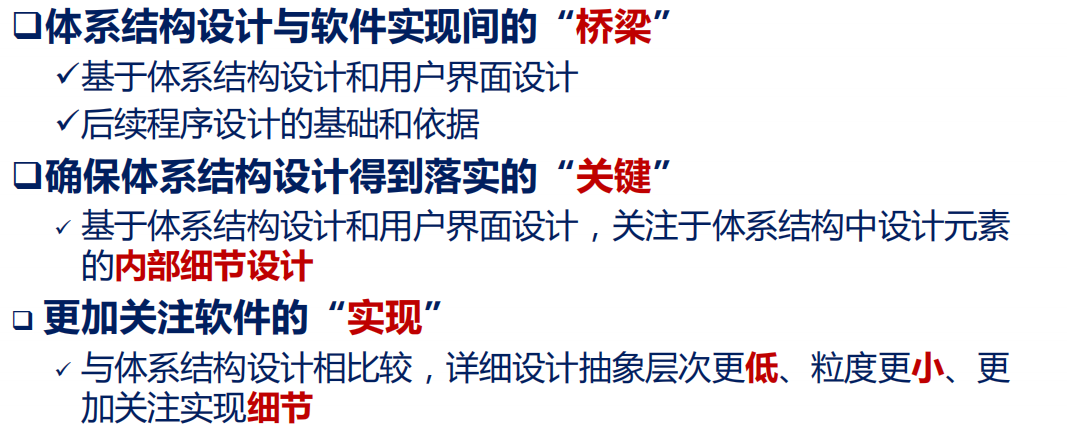 ❑体系结构设计与软件实现间的“桥梁”
✓基于体系结构设计和用户界面设计
✓后续程序设计的基础和依据
❑确保体系结构设计得到落实的“关键”
✓基于体系结构设计和用户界面设计，关注于体系结构中设计元素
的内部细节设计
❑更加关注软件的“实现”
✓与体系结构设计相比较，详细设计抽象层次更低、粒度更小、更
加关注实现细节